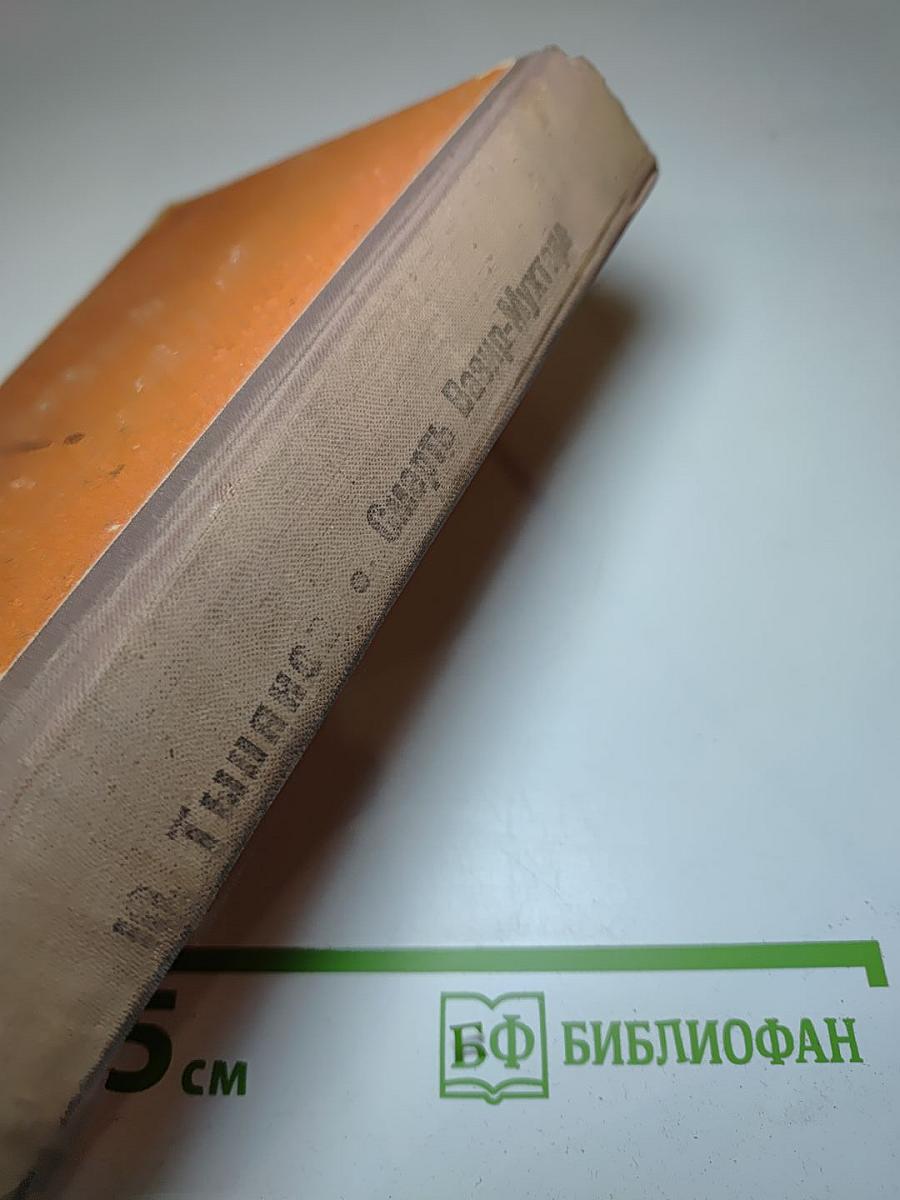 Ю. Тынянов
Смерть Вазир-Мухтара
5 см
БФ БИБЛИОФАН